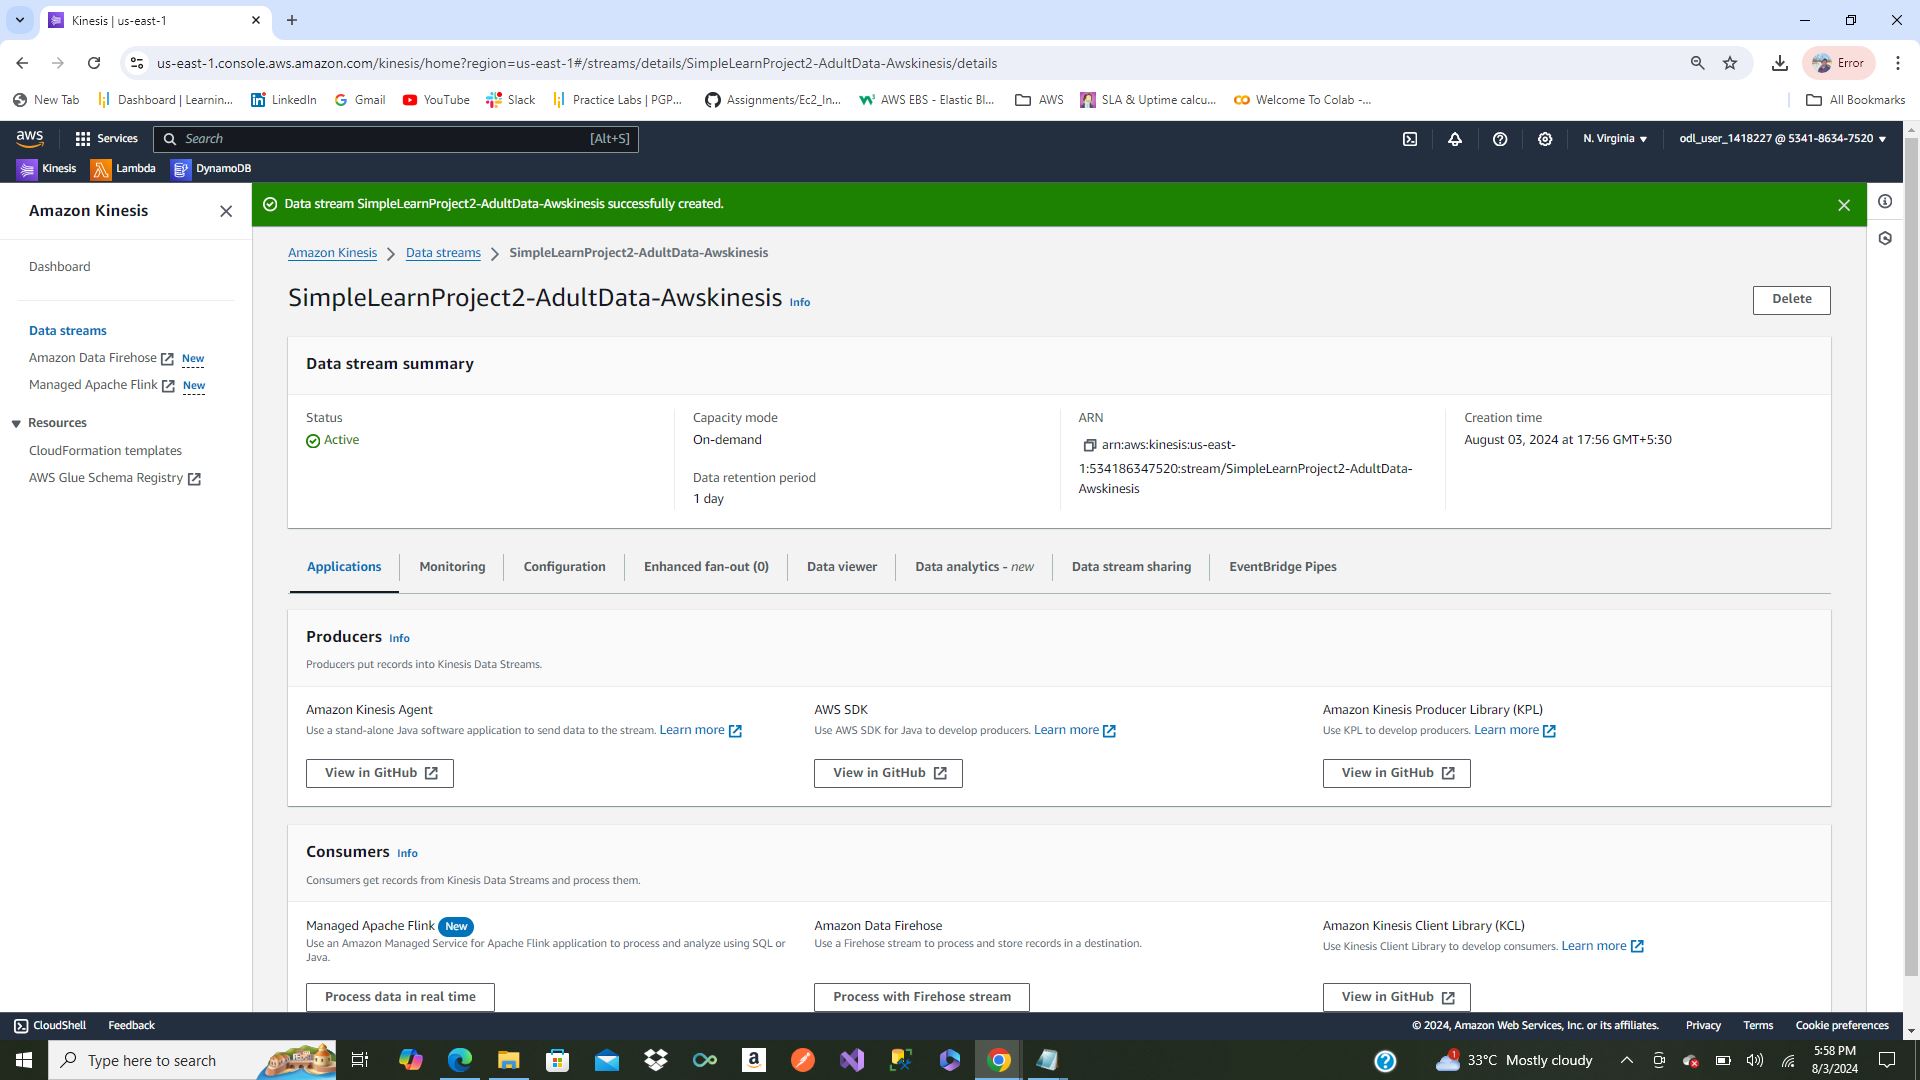 Kinesis | us-east-1
us-east-1.console.aws.amazon.com/kinesis/home?region=us-east-1#/streams/details/SimpleLearnProject2-AdultData-Awskinesis/details
Error
New Tab
Dashboard | Learnin...
LinkedIn
Gmail
YouTube
Slack
Practice Labs | PGP...
Assignments/Ec2_In...
AWS EBS - Elastic Bl...
AWS
SLA & Uptime calcu...
Welcome To Colab -...
All Bookmarks
aws
Services
Search
[Alt+S]
N. Virginia
odl_user_1418227 @ 5341-8634-7520
Kinesis
Lambda
DynamoDB
Amazon Kinesis
Dashboard
Data streams
Amazon Data Firehose New
Managed Apache Flink New
Resources
CloudFormation templates
AWS Glue Schema Registry
Data stream SimpleLearnProject2-AdultData-Awskinesis successfully created.
Amazon Kinesis
Data streams
SimpleLearnProject2-AdultData-Awskinesis
SimpleLearnProject2-AdultData-Awskinesis Info
Delete
Data stream summary
Status
Active
Capacity mode
On-demand
Data retention period
1 day
ARN
arn:aws:kinesis:us-east-
1:534186347520:stream/SimpleLearnProject2-AdultData-
Awskinesis
Creation time
August 03, 2024 at 17:56 GMT+5:30
Applications
Monitoring
Configuration
Enhanced fan-out (0)
Data viewer
Data analytics - new
Data stream sharing
EventBridge Pipes
Producers Info
Producers put records into Kinesis Data Streams.
Amazon Kinesis Agent
Use a stand-alone Java software application to send data to the stream. Learn more
View in GitHub
AWS SDK
Use AWS SDK for Java to develop producers. Learn more
View in GitHub
Amazon Kinesis Producer Library (KPL)
Use KPL to develop producers. Learn more
View in GitHub
Consumers Info
Consumers get records from Kinesis Data Streams and process them.
Managed Apache Flink New
Use an Amazon Managed Service for Apache Flink application to process and analyze using SQL or
Java.
Process data in real time
Amazon Data Firehose
Use a Firehose stream to process and store records in a destination.
Process with Firehose stream
Amazon Kinesis Client Library (KCL)
Use Kinesis Client Library to develop consumers. Learn more
View in GitHub
CloudShell
Feedback
© 2024, Amazon Web Services, Inc. or its affiliates.
Privacy
Terms
Cookie preferences
Type here to search
1
33°C Mostly cloudy
5:58 PM
8/3/2024